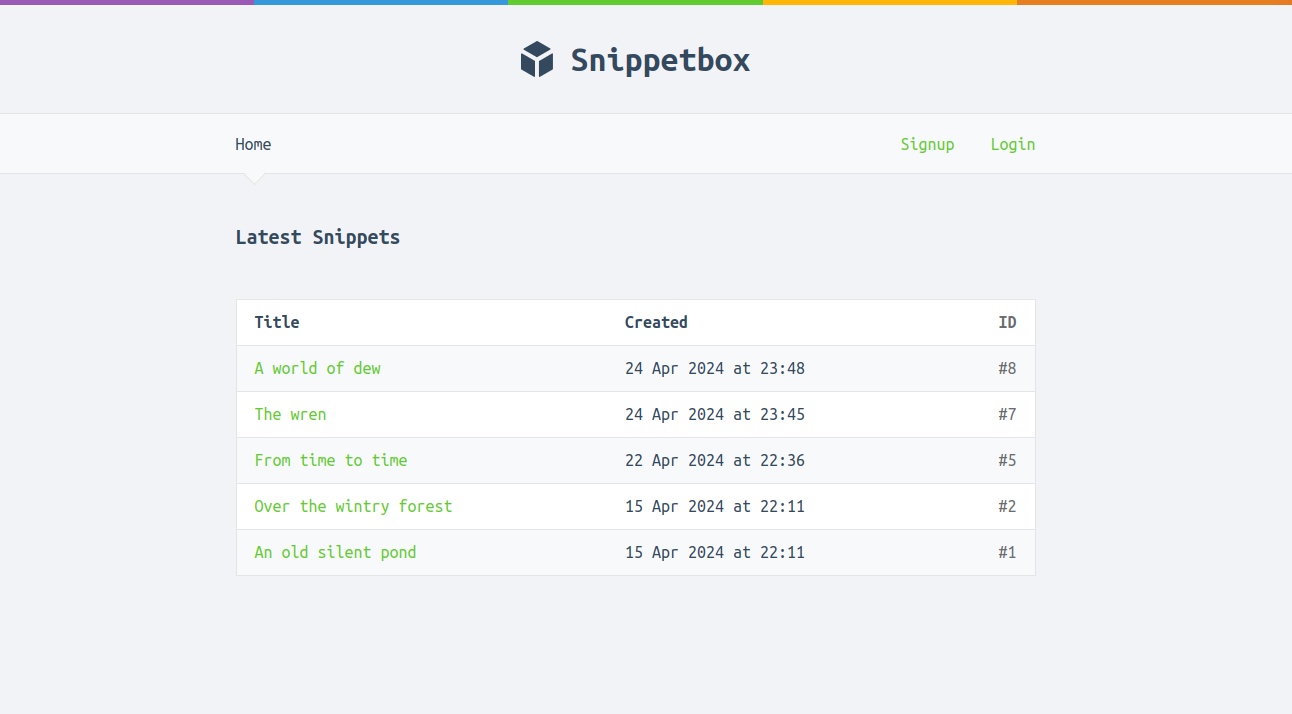 Snippetbox
Home Signup Login
Latest Snippets
Title Created ID
A world of dew 24 Apr 2024 at 23:48 #8
The wren 24 Apr 2024 at 23:45 #7
From time to time 22 Apr 2024 at 22:36 #5
Over the wintry forest 15 Apr 2024 at 22:11 #2
An old silent pond 15 Apr 2024 at 22:11 #1